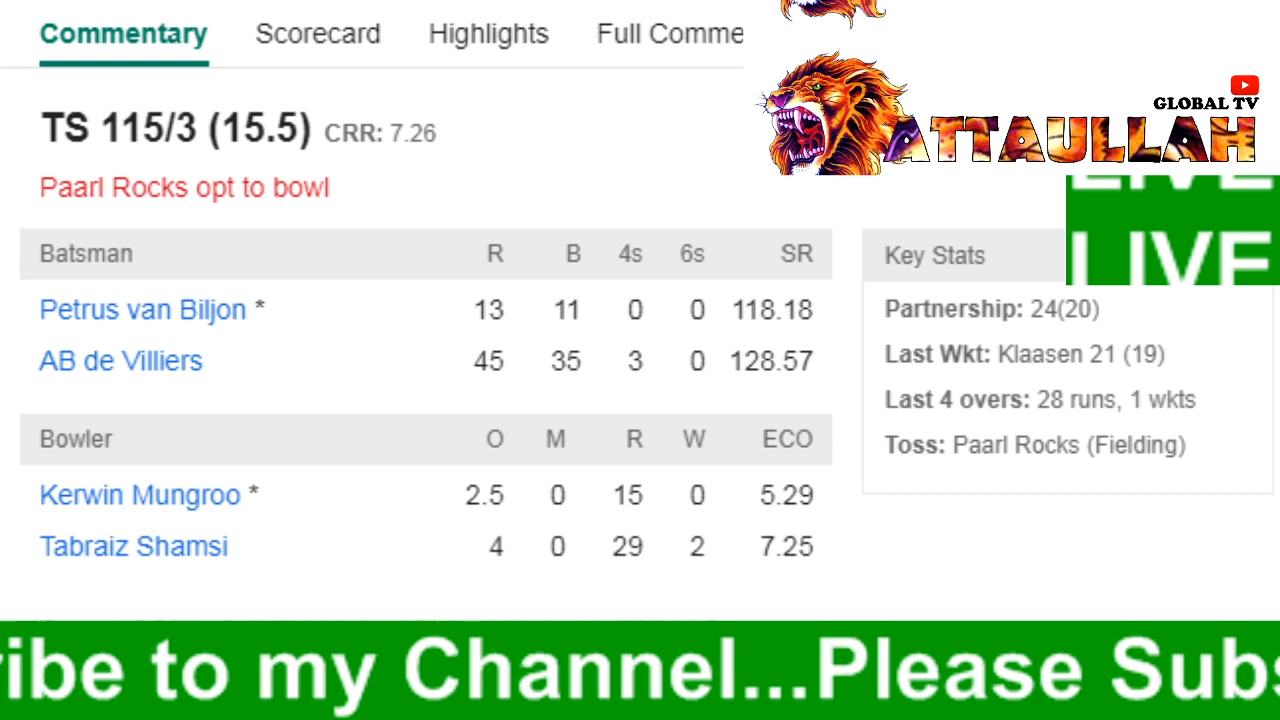 Commentary Scorecard Highlights Full Comme
GLOBAL TV
ATTAULLAH
TS 115/3 (15.5) CRR: 7.26
Paarl Rocks opt to bowl
LIVE
LIVE
Batsman R B 4s 6s SR
Petrus van Biljon * 13 11 0 0 118.18
AB de Villiers 45 35 3 0 128.57
Bowler O M R W ECO
Kerwin Mungroo * 2.5 0 15 0 5.29
Tabraiz Shamsi 4 0 29 2 7.25
Key Stats
Partnership: 24(20)
Last Wkt: Klaasen 21 (19)
Last 4 overs: 28 runs, 1 wkts
Toss: Paarl Rocks (Fielding)
ribe to my Channel...Please Subs